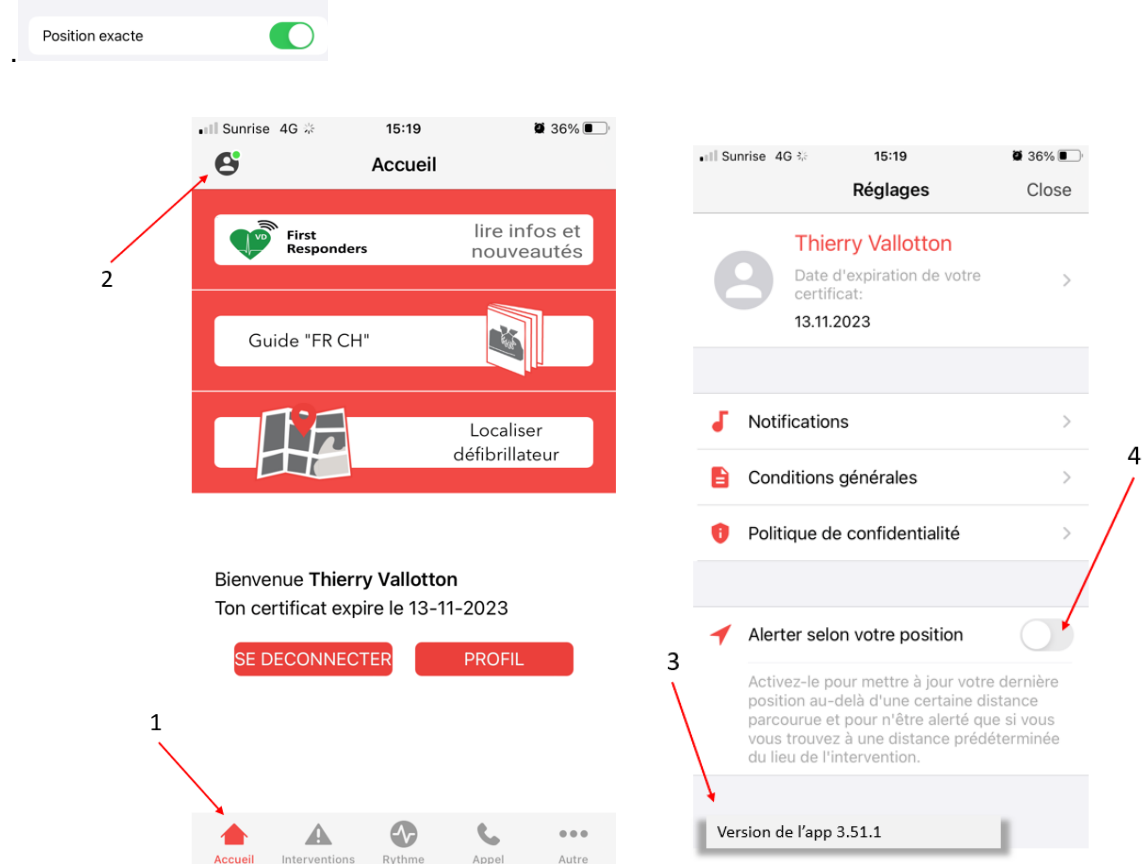 Position exacte
.
Sunrise 4G 15:19 36%
Accueil
2
VD
First
Responders
lire infos et
nouveautés
Guide "FR CH"
Localiser
défibrillateur
Bienvenue Thierry Vallotton
Ton certificat expire le 13-11-2023
SE DECONNECTER
PROFIL
1
Accueil Interventions Rythme Appel Autre
Sunrise 4G 15:19 36%
Réglages Close
Thierry Vallotton
Date d'expiration de votre
certificat:
13.11.2023
Notifications
Conditions générales
4
Politique de confidentialité
Alerter selon votre position
3
Activez-le pour mettre à jour votre dernière
position au-delà d'une certaine distance
parcourue et pour n'être alerté que si vous
vous trouvez à une distance prédéterminée
du lieu de l'intervention.
Version de l'app 3.51.1